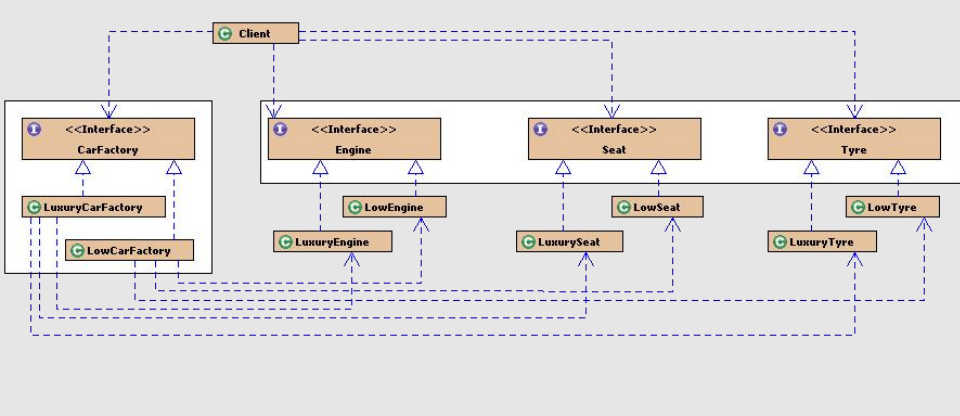 C Client
I <<Interface>>
CarFactory
I <<Interface>>
Engine
I <<Interface>>
Seat
I <<Interface>>
Tyre
C LuxuryCarFactory
C LowEngine
C LowSeat
C LowTyre
C LowCarFactory
C LuxuryEngine
C LuxurySeat
C LuxuryTyre